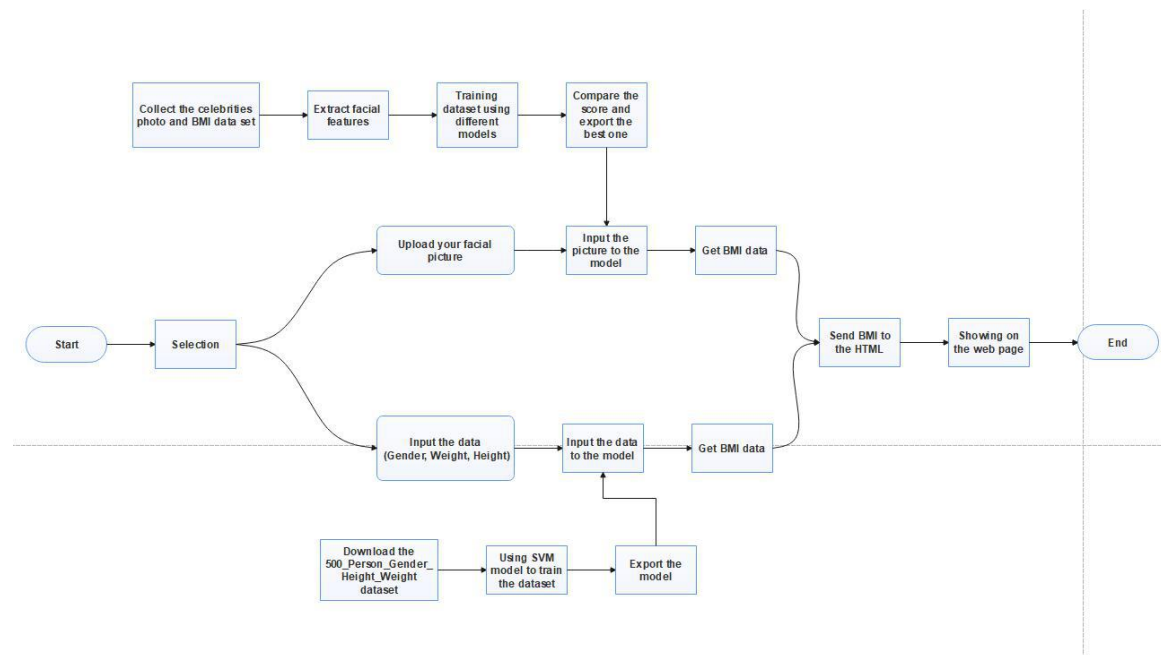 Collect the celebrities
photo and BMI data set
Extract facial
features
Training
dataset using
different
models
Compare the
score and
export the
best one
Upload your facial
picture
Input the
picture to the
model
Get BMI data
Start
Selection
Send BMI to
the HTML
Showing on
the web page
End
Input the data
(Gender, Weight, Height)
Input the data
to the model
Get BMI data
Download the
500_Person_Gender_
Height_Weight
dataset
Using SVM
model to train
the dataset
Export the
model